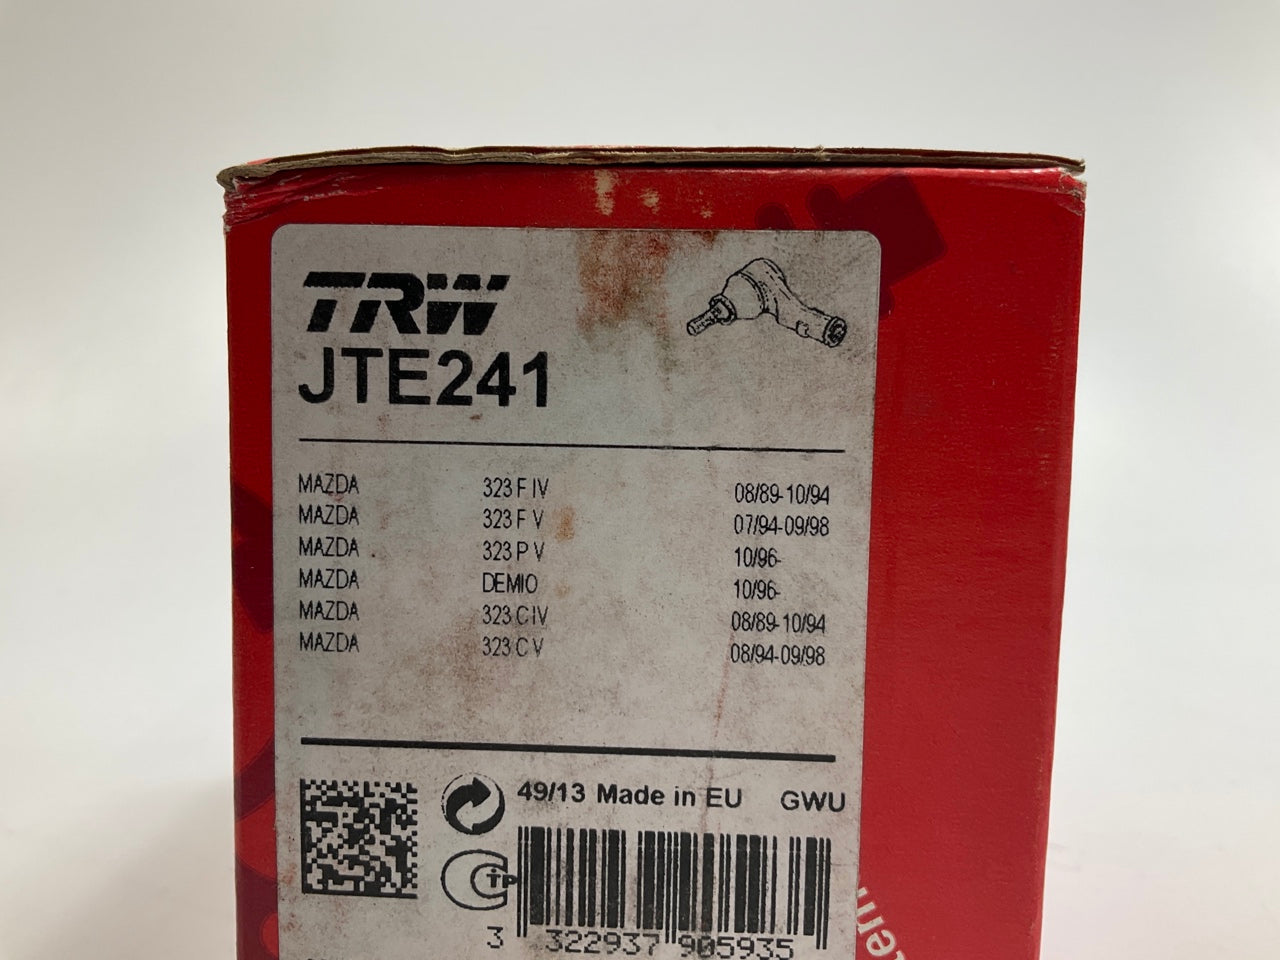 TRW
JTE241
MAZDA 323 F IV 08/89-10/94
MAZDA 323 F V 07/94-09/98
MAZDA 323 P V 10/96-
MAZDA DEMIO 10/96-
MAZDA 323 C IV 08/89-10/94
MAZDA 323 C V 08/94-09/98
49/13 Made in EU GWU
3 322937 905935